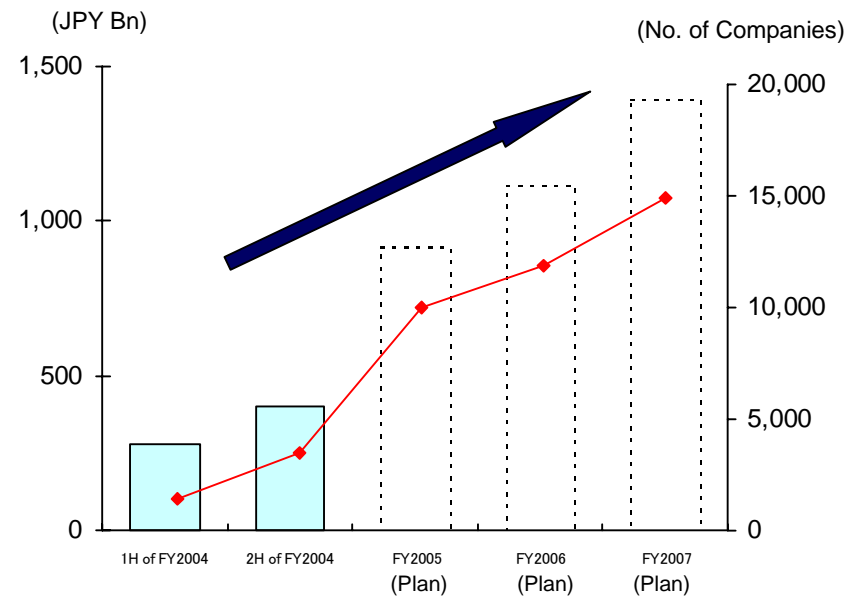 (JPY Bn)
(No. of Companies)
1,500
1,000
500
0
20,000
15,000
10,000
5,000
0
1H of FY2004
2H of FY2004
FY2005
(Plan)
FY2006
(Plan)
FY2007
(Plan)